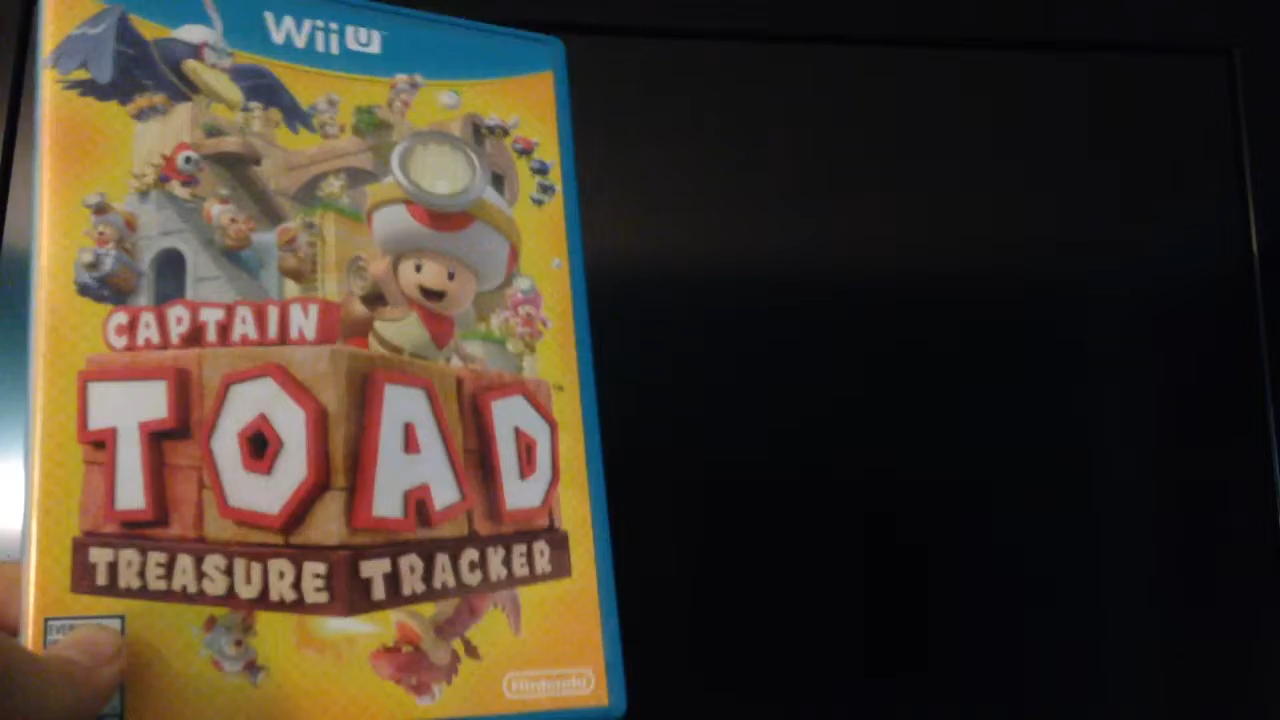 Wii U
CAPTAIN
TOAD
TREASURE TRACKER
Nintendo